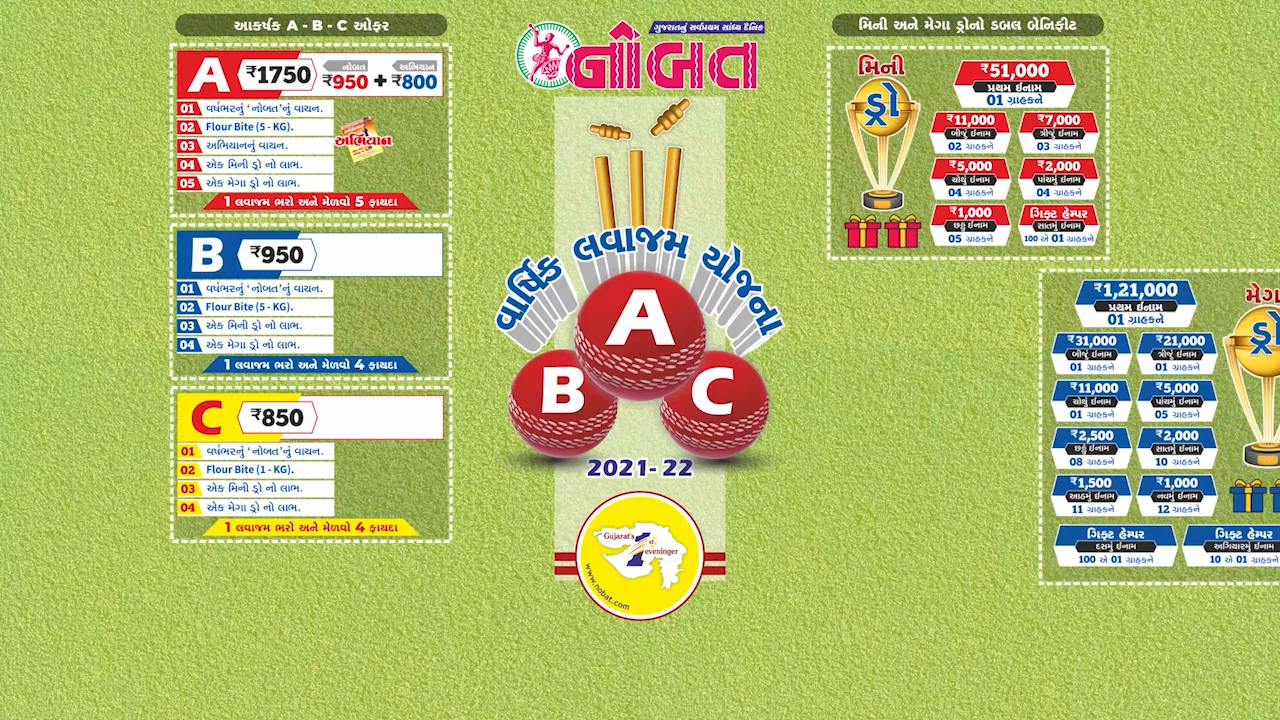 આકર્ષક A - B - C ઓફર
A ₹1750 નોબત ₹950 + અભિયાન ₹800
01 વર્ષભરનું 'નોબત'નું વાચન.
02 Flour Bite (5 - KG).
03 અભિયાનનું વાચન.
04 એક મિની ડ્રો નો લાભ.
05 એક મેગા ડ્રો નો લાભ.
અભિયાન
1 લવાજમ ભરો અને મેળવો 5 ફાયદા
B ₹950
01 વર્ષભરનું 'નોબત'નું વાચન.
02 Flour Bite (5 - KG).
03 એક મિની ડ્રો નો લાભ.
04 એક મેગા ડ્રો નો લાભ.
1 લવાજમ ભરો અને મેળવો 4 ફાયદા
C ₹850
01 વર્ષભરનું 'નોબત'નું વાચન.
02 Flour Bite (1 - KG).
03 એક મિની ડ્રો નો લાભ.
04 એક મેગા ડ્રો નો લાભ.
1 લવાજમ ભરો અને મેળવો 4 ફાયદા
ગુજરાતનું સર્વપ્રથમ સાંધ્ય દૈનિક
નોબત
વાર્ષિક લવાજમ યોજના
A
B C
2021- 22
Gujarat's 1st eveninger
www.nobat.com
મિની અને મેગા ડ્રોનો ડબલ બેનિફીટ
મિની
ડ્રો
₹51,000
પ્રથમ ઈનામ
01 ગ્રાહકને
₹11,000 ₹7,000
બીજું ઈનામ ત્રીજું ઈનામ
02 ગ્રાહકને 03 ગ્રાહકને
₹5,000 ₹2,000
ચોથું ઈનામ પાંચમું ઈનામ
04 ગ્રાહકને 04 ગ્રાહકને
₹1,000 ગિફ્ટ હેમ્પર
છઠ્ઠું ઈનામ સાતમું ઈનામ
05 ગ્રાહકને 100 એ 01 ગ્રાહકને
મેગા
ડ્રો
₹1,21,000
પ્રથમ ઈનામ
01 ગ્રાહકને
₹31,000 ₹21,000
બીજું ઈનામ ત્રીજું ઈનામ
01 ગ્રાહકને 01 ગ્રાહકને
₹11,000 ₹5,000
ચોથું ઈનામ પાંચમું ઈનામ
01 ગ્રાહકને 05 ગ્રાહકને
₹2,500 ₹2,000
છઠ્ઠું ઈનામ સાતમું ઈનામ
08 ગ્રાહકને 10 ગ્રાહકને
₹1,500 ₹1,000
આઠમું ઈનામ નવમું ઈનામ
11 ગ્રાહકને 12 ગ્રાહકને
ગિફ્ટ હેમ્પર ગિફ્ટ હેમ્પર
દસમું ઈનામ અગિયારમું ઈનામ
100 એ 01 ગ્રાહકને 10 એ 01 ગ્રાહકને